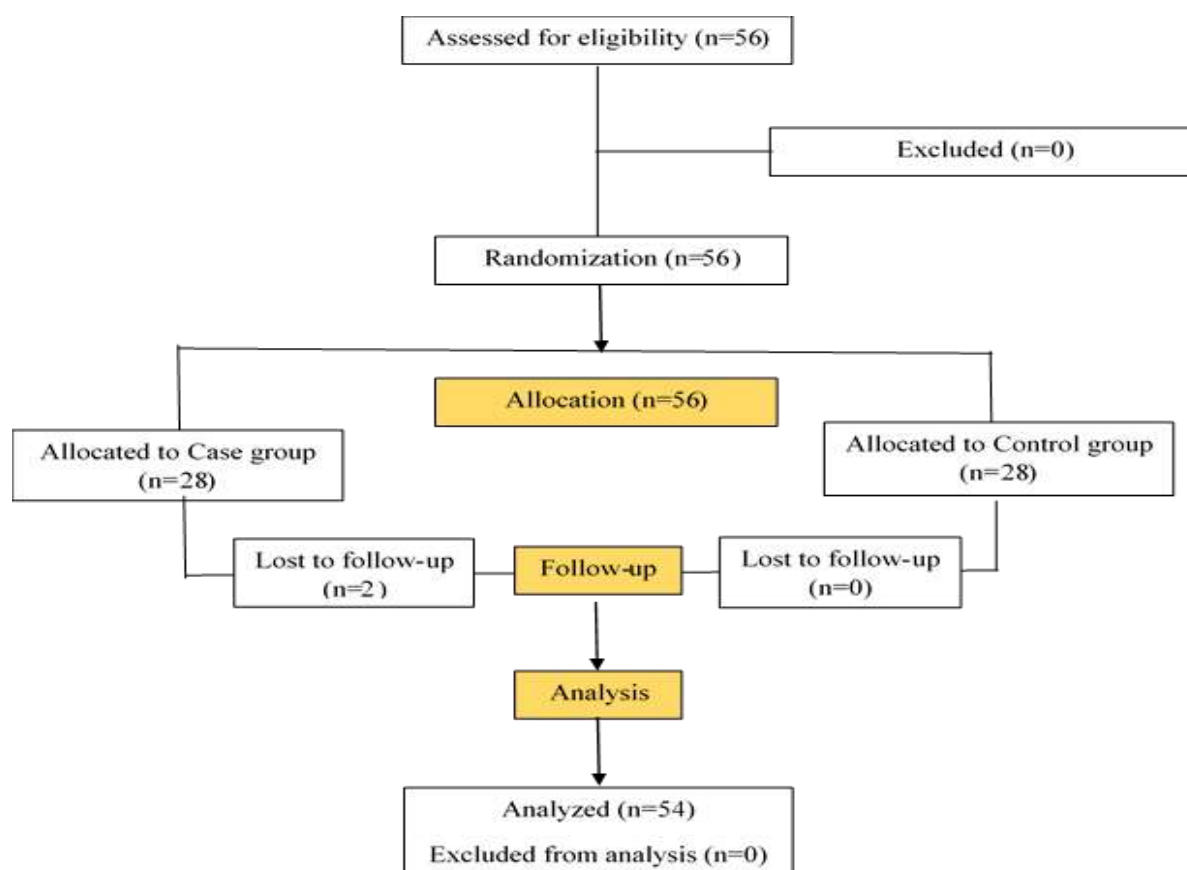 Assessed for eligibility (n=56)
Excluded (n=0)
Randomization (n=56)
Allocation (n=56)
Allocated to Case group
(n=28)
Allocated to Control group
(n=28)
Lost to follow-up
(n=2)
Follow-up
Lost to follow-up
(n=0)
Analysis
Analyzed (n=54)
Excluded from analysis (n=0)